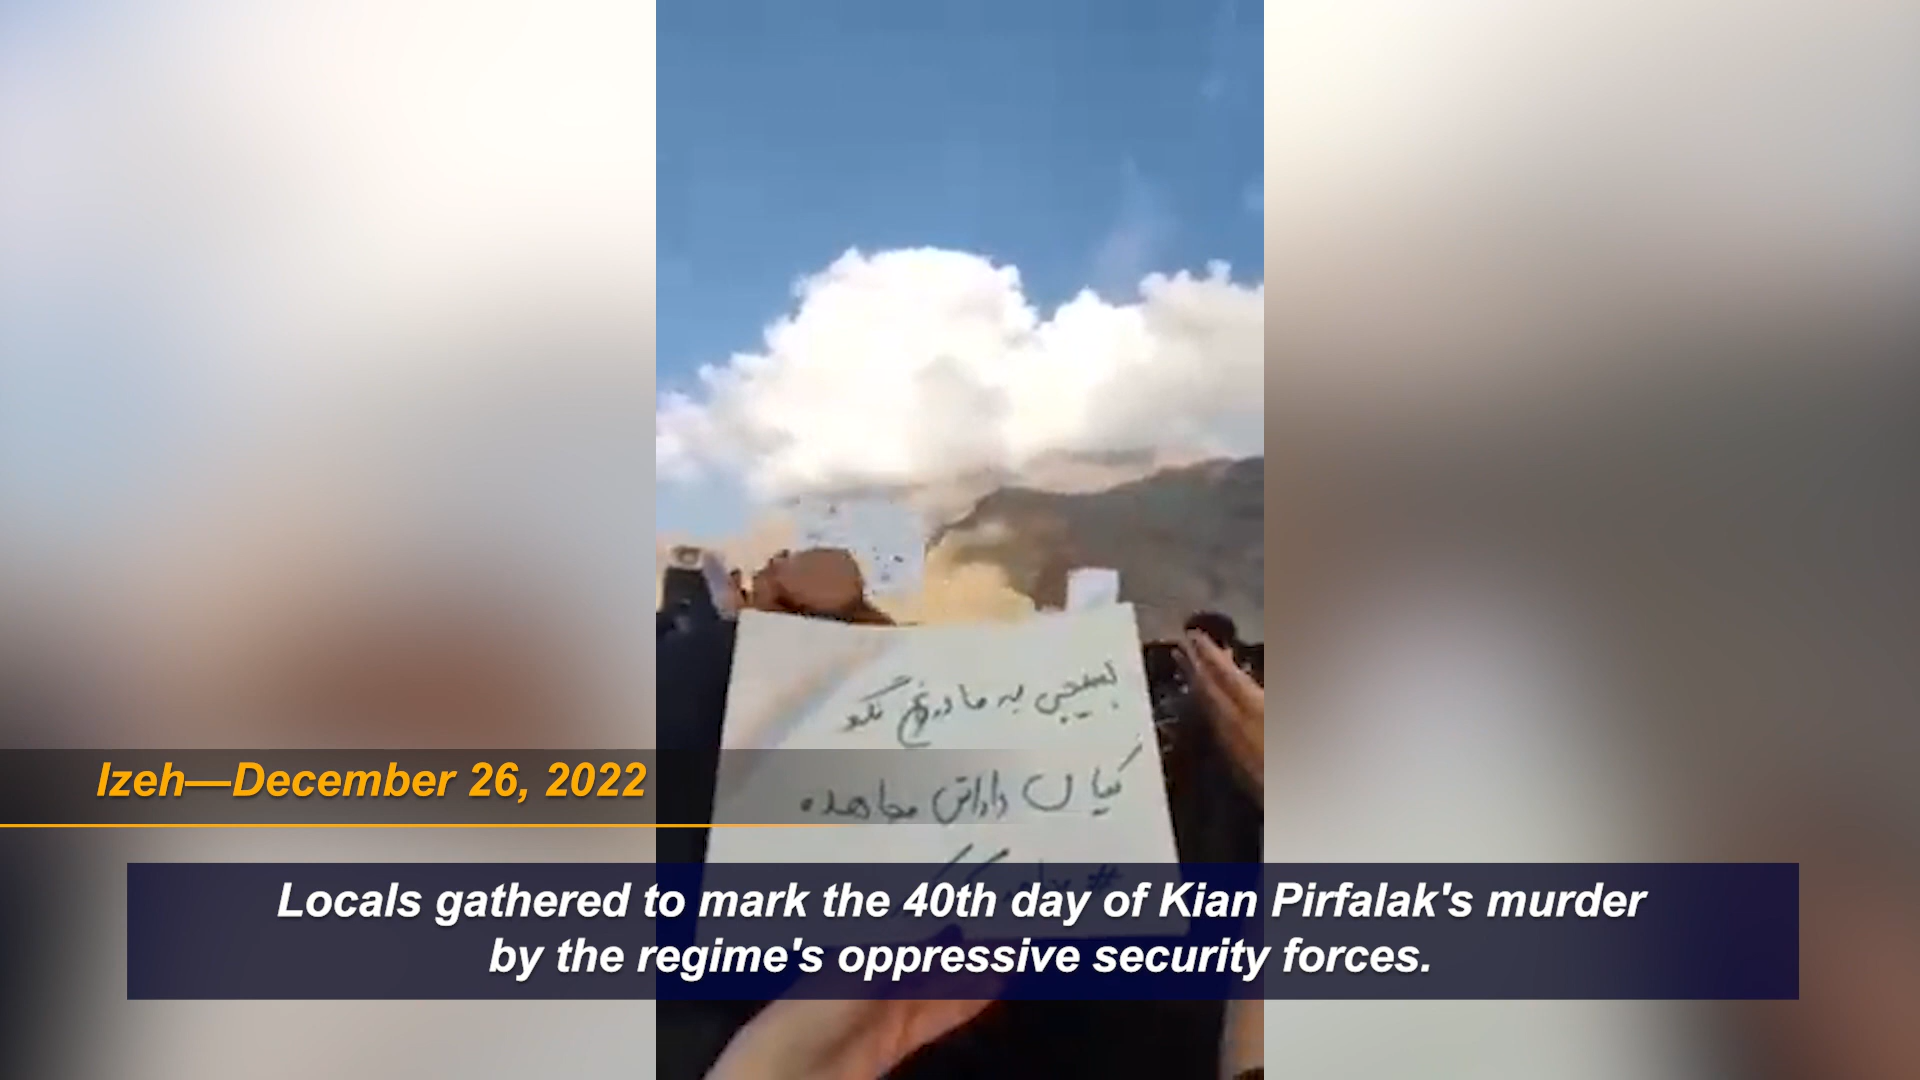 بسیجی به ما دروغ نگو
کیان داداش مجاهده
Izeh—December 26, 2022
Locals gathered to mark the 40th day of Kian Pirfalak's murder
by the regime's oppressive security forces.